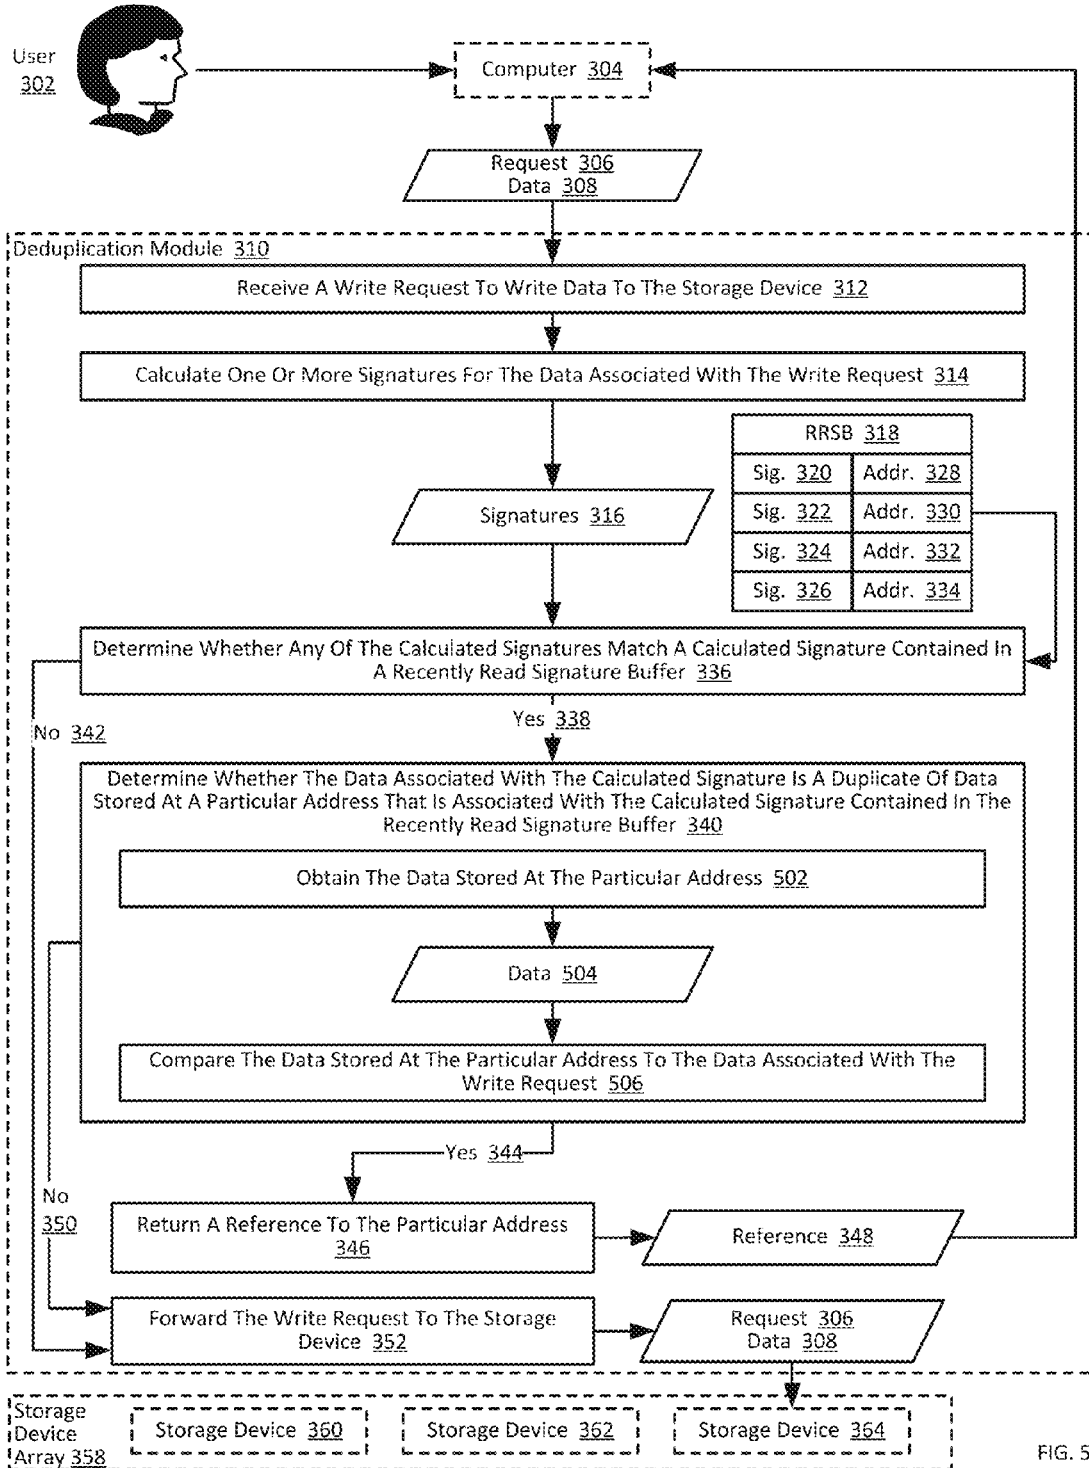 User
302
Computer 304
Request 306
Data 308
Deduplication Module 310
Receive A Write Request To Write Data To The Storage Device 312
Calculate One Or More Signatures For The Data Associated With The Write Request 314
RRSB 318
Sig. 320 Addr. 328
Sig. 322 Addr. 330
Sig. 324 Addr. 332
Sig. 326 Addr. 334
Signatures 316
Determine Whether Any Of The Calculated Signatures Match A Calculated Signature Contained In
A Recently Read Signature Buffer 336
Yes 338
No 342
Determine Whether The Data Associated With The Calculated Signature Is A Duplicate Of Data
Stored At A Particular Address That Is Associated With The Calculated Signature Contained In The
Recently Read Signature Buffer 340
Obtain The Data Stored At The Particular Address 502
Data 504
Compare The Data Stored At The Particular Address To The Data Associated With The
Write Request 506
Yes 344
No
350
Return A Reference To The Particular Address
346
Reference 348
Forward The Write Request To The Storage
Device 352
Request 306
Data 308
Storage
Device
Array 358
Storage Device 360
Storage Device 362
Storage Device 364
FIG. 5